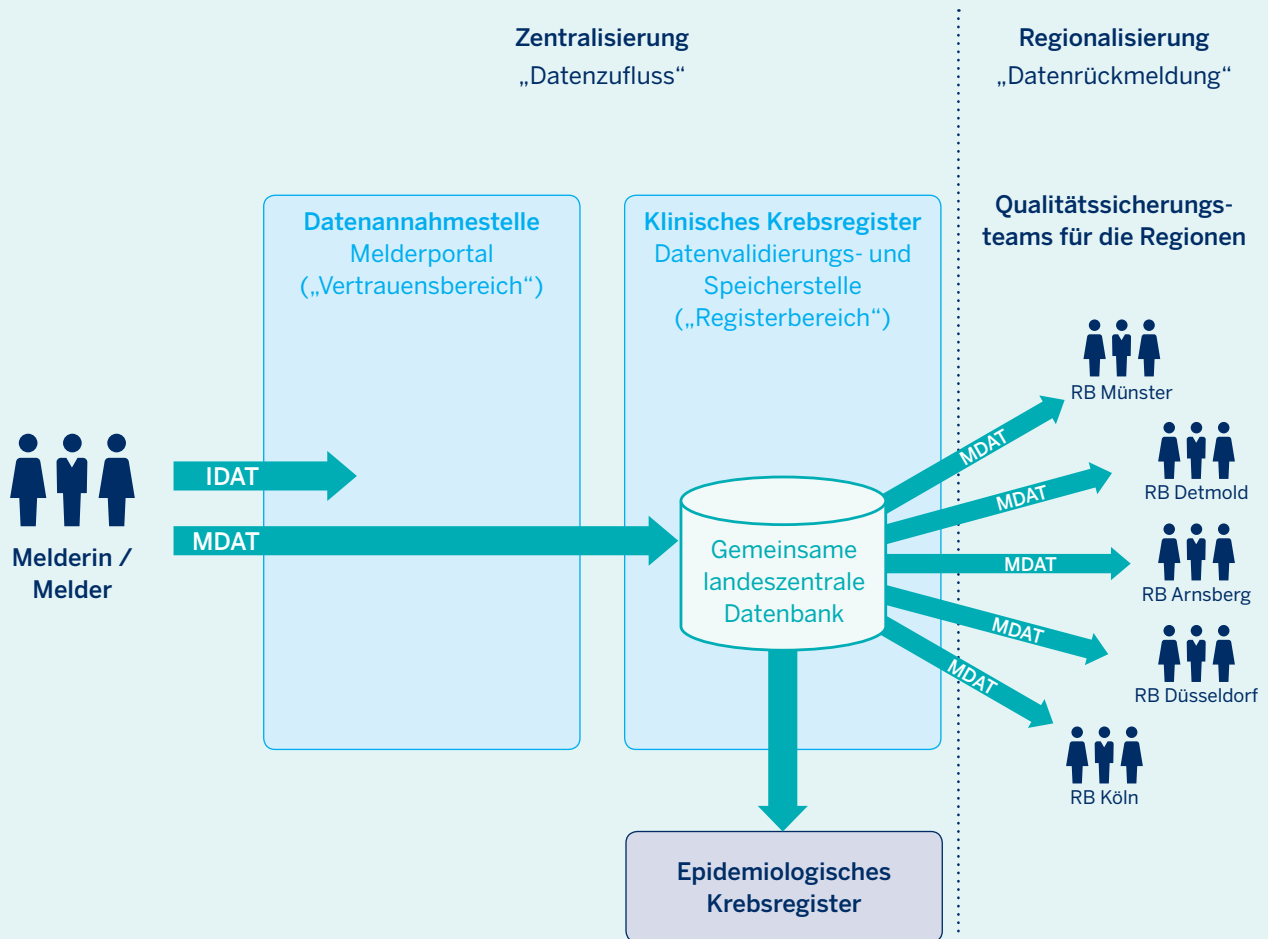 Zentralisierung
„Datenzufluss“
Regionalisierung
„Datenrückmeldung“
Datenannahmestelle
Melderportal
(„Vertrauensbereich“)
Klinisches Krebsregister
Datenvalidierungs- und
Speicherstelle
(„Registerbereich“)
Qualitätssicherungs-
teams für die Regionen
Melderin /
Melder
IDAT
MDAT
Gemeinsame
landeszentrale
Datenbank
MDAT
RB Münster
MDAT
RB Detmold
MDAT
RB Arnsberg
MDAT
RB Düsseldorf
MDAT
RB Köln
Epidemiologisches
Krebsregister